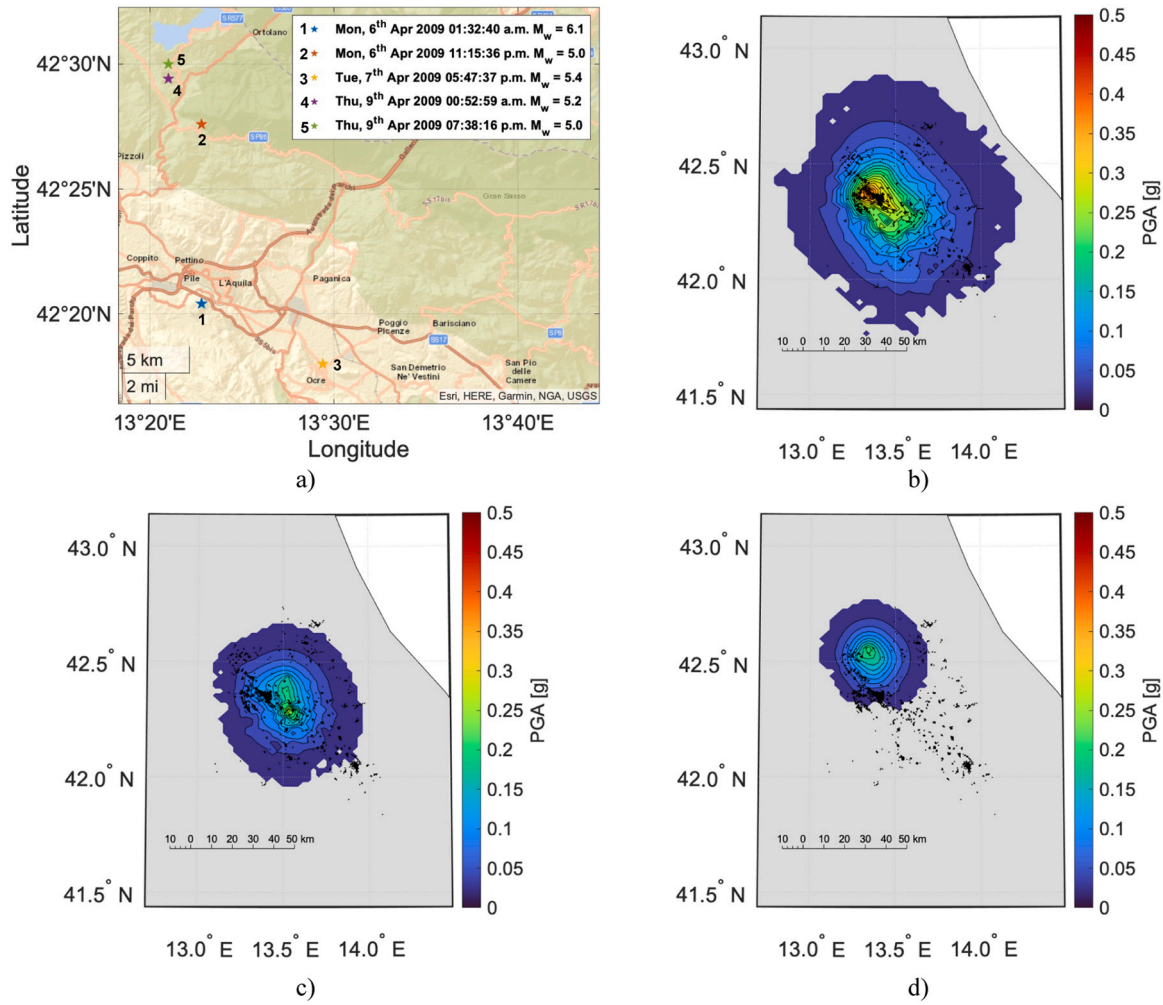 SR577
Ortolano
1 ★ Mon, 6th Apr 2009 01:32:40 a.m. Mw = 6.1
2 ★ Mon, 6th Apr 2009 11:15:36 p.m. Mw = 5.0
3 ★ Tue, 7th Apr 2009 05:47:37 p.m. Mw = 5.4
4 ★ Thu, 9th Apr 2009 00:52:59 a.m. Mw = 5.2
5 ★ Thu, 9th Apr 2009 07:38:16 p.m. Mw = 5.0
42°30'N
5
4
2
SP86
Pizzoli
42°25'N
Gran Sasso
SS17bis
Latitude
Coppito
Pettino
Pile
L'Aquila
Paganica
42°20'N
1
Poggio
Picenze
Barisciano
SS17
SP8
3
Ocre
San Demetrio
Ne' Vestini
San Pio
delle
Camere
5 km
2 mi
Esri, HERE, Garmin, NGA, USGS
13°20'E
13°30'E
13°40'E
Longitude
a)
43.0° N
42.5° N
42.0° N
41.5° N
10 0 10 20 30 40 50 km
13.0° E
13.5° E
14.0° E
0.5
0.45
0.4
0.35
0.3
0.25
0.2
0.15
0.1
0.05
0
PGA [g]
b)
43.0° N
42.5° N
42.0° N
41.5° N
10 0 10 20 30 40 50 km
13.0° E
13.5° E
14.0° E
0.5
0.45
0.4
0.35
0.3
0.25
0.2
0.15
0.1
0.05
0
PGA [g]
c)
43.0° N
42.5° N
42.0° N
41.5° N
10 0 10 20 30 40 50 km
13.0° E
13.5° E
14.0° E
0.5
0.45
0.4
0.35
0.3
0.25
0.2
0.15
0.1
0.05
0
PGA [g]
d)